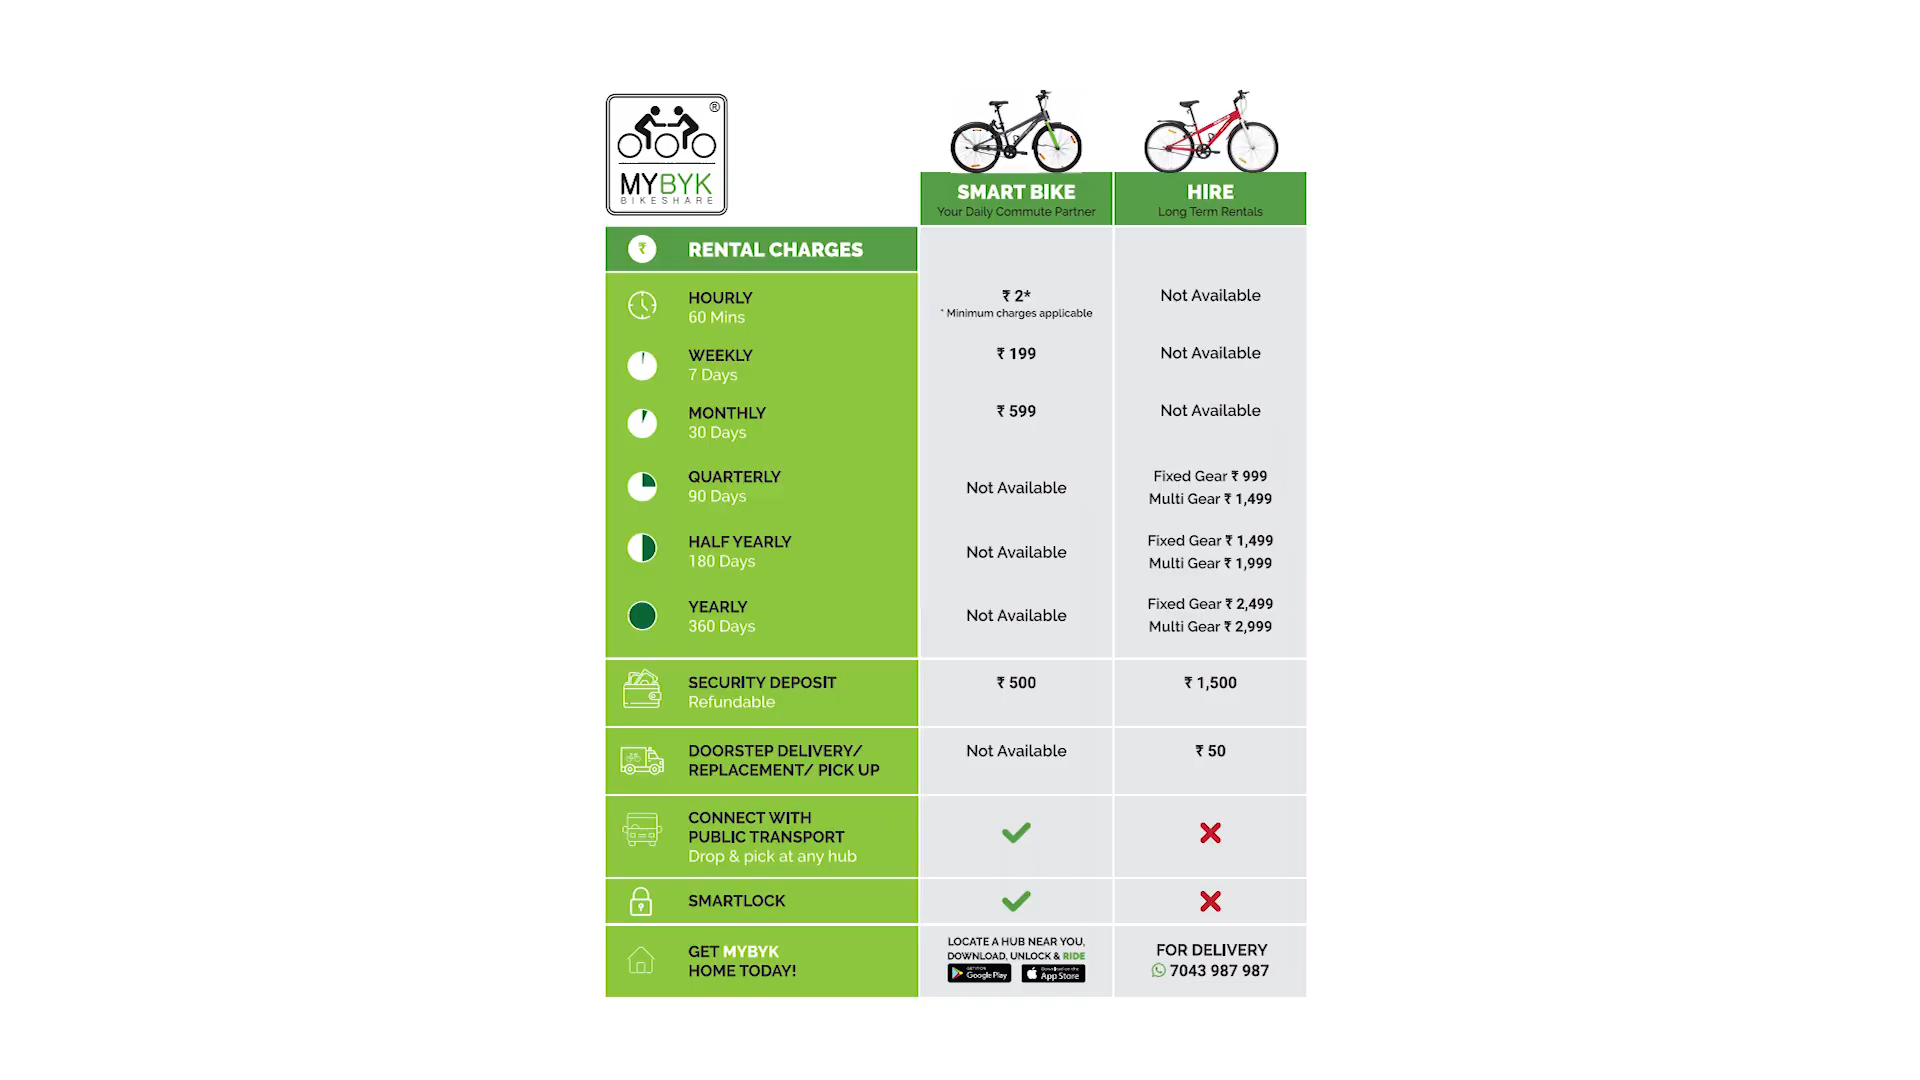 ®
MYBYK
BIKESHARE
SMART BIKE
Your Daily Commute Partner
HIRE
Long Term Rentals
₹ RENTAL CHARGES
HOURLY
60 Mins
₹ 2*
* Minimum charges applicable
Not Available
WEEKLY
7 Days
₹ 199
Not Available
MONTHLY
30 Days
₹ 599
Not Available
QUARTERLY
90 Days
Not Available
Fixed Gear ₹ 999
Multi Gear ₹ 1,499
HALF YEARLY
180 Days
Not Available
Fixed Gear ₹ 1,499
Multi Gear ₹ 1,999
YEARLY
360 Days
Not Available
Fixed Gear ₹ 2,499
Multi Gear ₹ 2,999
SECURITY DEPOSIT
Refundable
₹ 500
₹ 1,500
DOORSTEP DELIVERY/
REPLACEMENT/ PICK UP
Not Available
₹ 50
CONNECT WITH
PUBLIC TRANSPORT
Drop & pick at any hub
SMARTLOCK
GET MYBYK
HOME TODAY!
LOCATE A HUB NEAR YOU,
DOWNLOAD, UNLOCK & RIDE
GET IT ON
Google Play
Download on the
App Store
FOR DELIVERY
7043 987 987